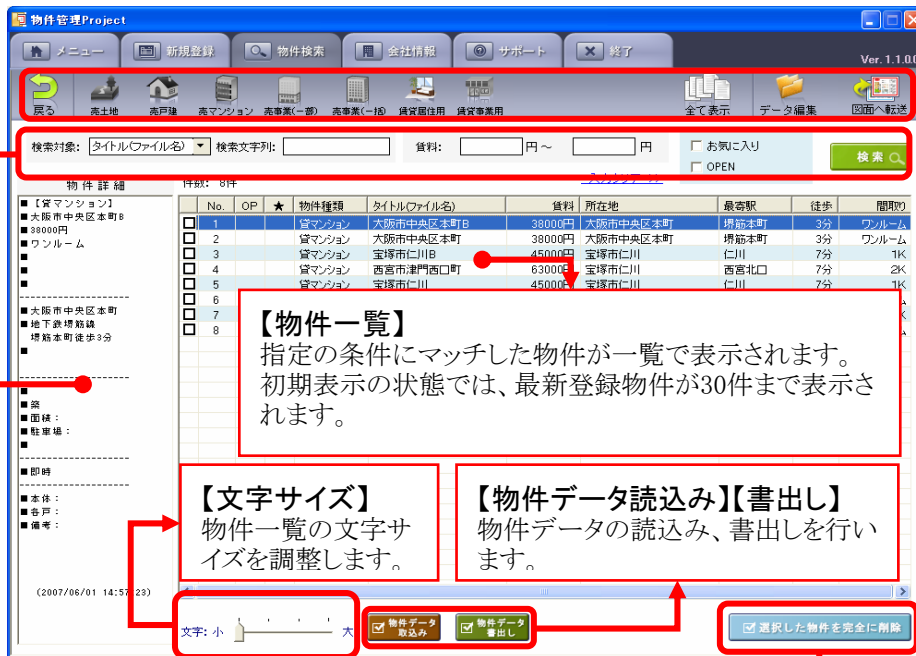 物件管理Project
メニュー 新規登録 物件検索 会社情報 サポート 終了
Ver. 1.1.0.0
戻る 売土地 売戸建 売マンション 売事業(一部) 売事業(一括) 賃貸居住用 賃貸事業用 全て表示 データ編集 図面へ転送
検索対象: タイトル(ファイル名) 検索文字列: 賃料: 円～ 円 お気に入り
OPEN
検索
物件詳細 件数: 8件
No. OP ★ 物件種類 タイトル(ファイル名) 賃料 所在地 最寄駅 徒歩 間取り
1 貸マンション 大阪市中央区本町B 38000円 大阪市中央区本町 堺筋本町 3分 ワンルーム
2 貸マンション 大阪市中央区本町 38000円 大阪市中央区本町 堺筋本町 3分 ワンルーム
3 貸マンション 宝塚市仁川B 45000円 宝塚市仁川 仁川 7分 1K
4 貸マンション 西宮市津門西口町 63000円 宝塚市仁川 西宮北口 7分 2K
5 貸マンション 宝塚市仁川 45000円 宝塚市仁川 仁川 7分 1K
6
7
8
■【貸マンション】
■大阪市中央区本町B
■38000円
■ワンルーム
■
■
■
--------------------
■大阪市中央区本町
■地下鉄堺筋線
堺筋本町徒歩3分
■
--------------------
■
■築
■面積：
■駐車場：
■
--------------------
■即時
--------------------
■本体：
■各戸：
■備考：
(2007/06/01 14:57:23)
【物件一覧】
指定の条件にマッチした物件が一覧で表示されます。
初期表示の状態では、最新登録物件が30件まで表示さ
れます。
【文字サイズ】
物件一覧の文字サ
イズを調整します。
【物件データ読込み】【書出し】
物件データの読込み、書出しを行い
ます。
文字: 小 大
物件データ
取込み
物件データ
書出し
選択した物件を完全に削除